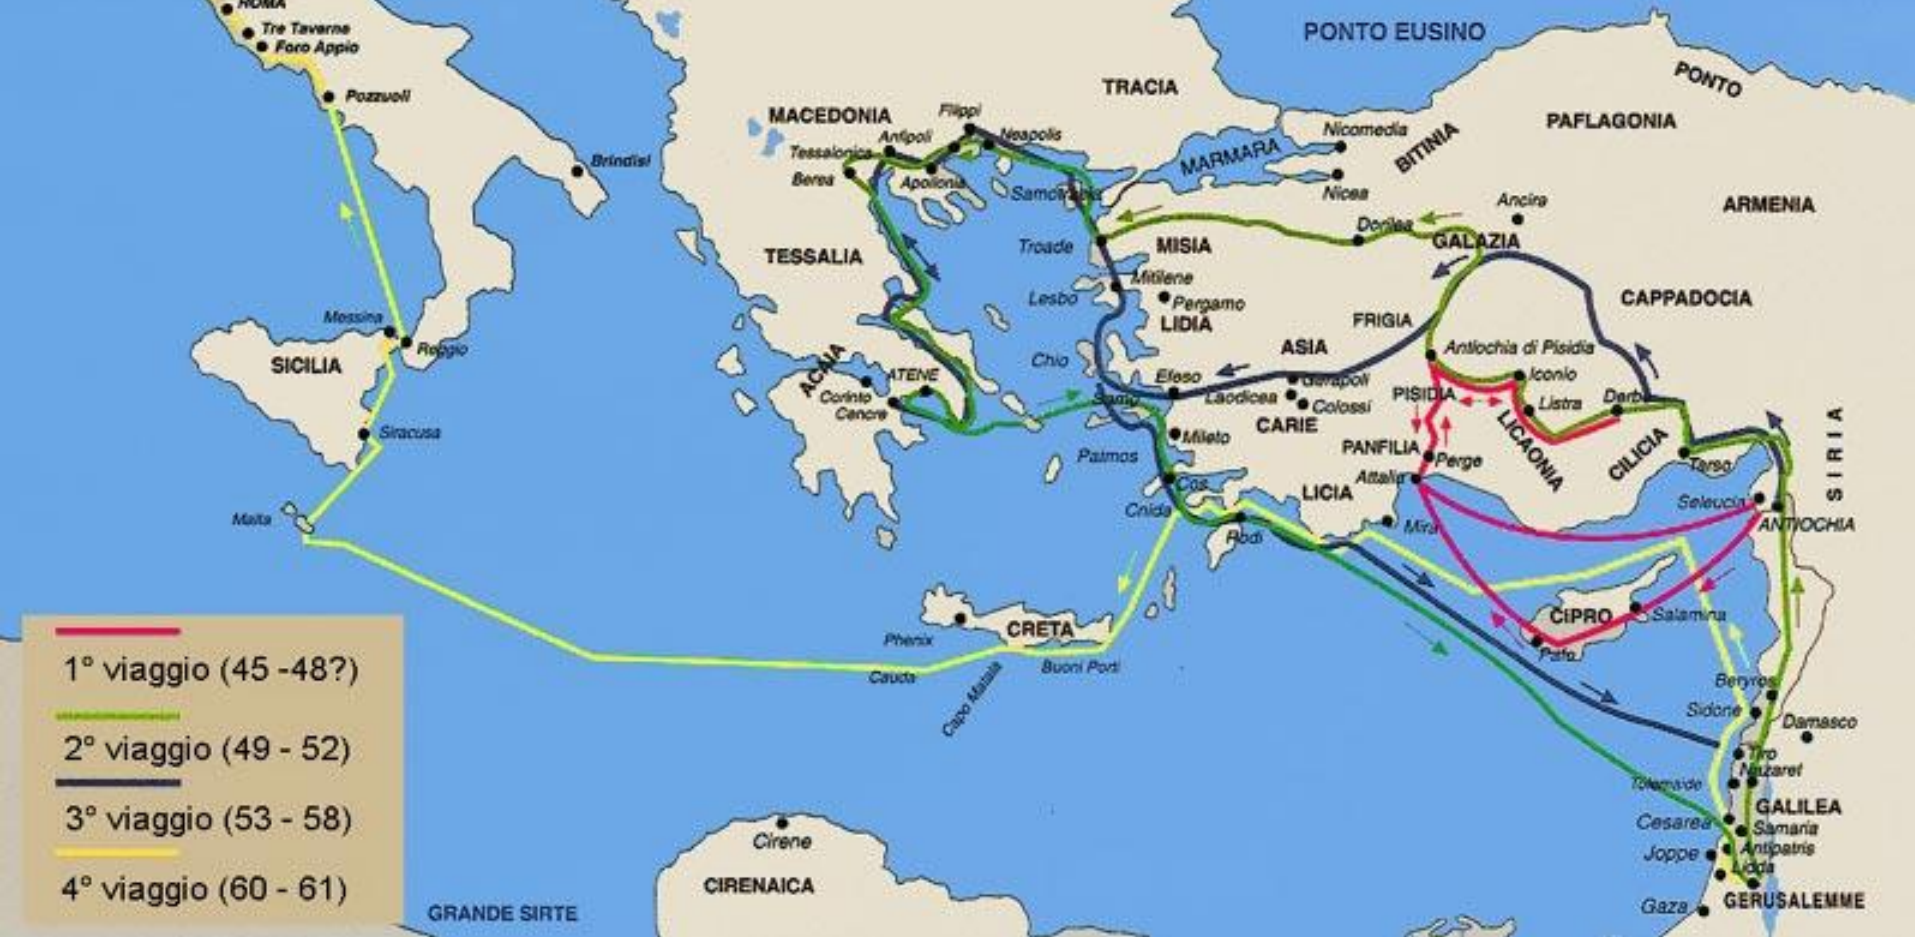 ROMA
Tre Taverne
Foro Appio
Pozzuoli
Brindisi
Messina
Reggio
SICILIA
Siracusa
Malta
PONTO EUSINO
TRACIA
MACEDONIA
Filippi
Neapolis
Anfipoli
Tessalonica
Berea
Apollonia
Samotracia
TESSALIA
ACAIA
ATENE
Corinto
Cencre
MARMARA
Nicomedia
Nicea
BITINIA
PAFLAGONIA
PONTO
Ancira
ARMENIA
Dorilea
GALAZIA
CAPPADOCIA
Troade
MISIA
Mitilene
Lesbo
Pergamo
LIDIA
FRIGIA
Chio
ASIA
Antiochia di Pisidia
Efeso
Laodicea
Gerapoli
Colossi
CARIE
PISIDIA
Iconio
Listra
Derbe
LICAONIA
CILICIA
Tarso
Samo
Mileto
Patmos
Cos
Cnida
PANFILIA
Perge
Attalia
LICIA
Mira
Rodi
Seleucia
ANTIOCHIA
SIRIA
CIPRO
Salamina
Pafo
CRETA
Phenix
Cauda
Capo Matala
Buoni Porti
Beryros
Sidone
Damasco
Tiro
Nazaret
Tolemaide
GALILEA
Cesarea
Samaria
Antipatris
Joppe
Lidda
GERUSALEMME
Gaza
Cirene
CIRENAICA
GRANDE SIRTE
1° viaggio (45 -48?)
2° viaggio (49 - 52)
3° viaggio (53 - 58)
4° viaggio (60 - 61)